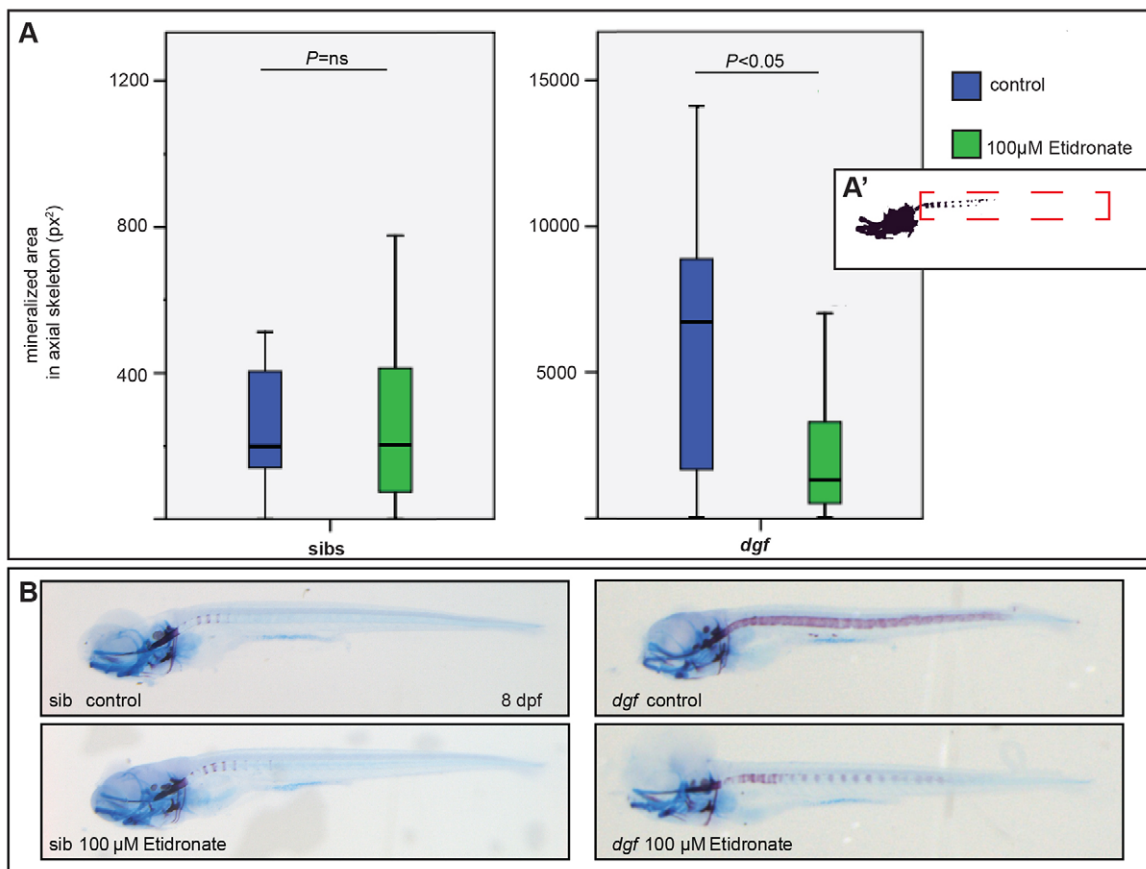 A
P=ns
P<0.05
1200
800
400
mineralized area
in axial skeleton (px²)
sibs
15000
10000
5000
dgf
control
100µM Etidronate
A'
B
sib control
8 dpf
dgf control
sib 100 µM Etidronate
dgf 100 µM Etidronate